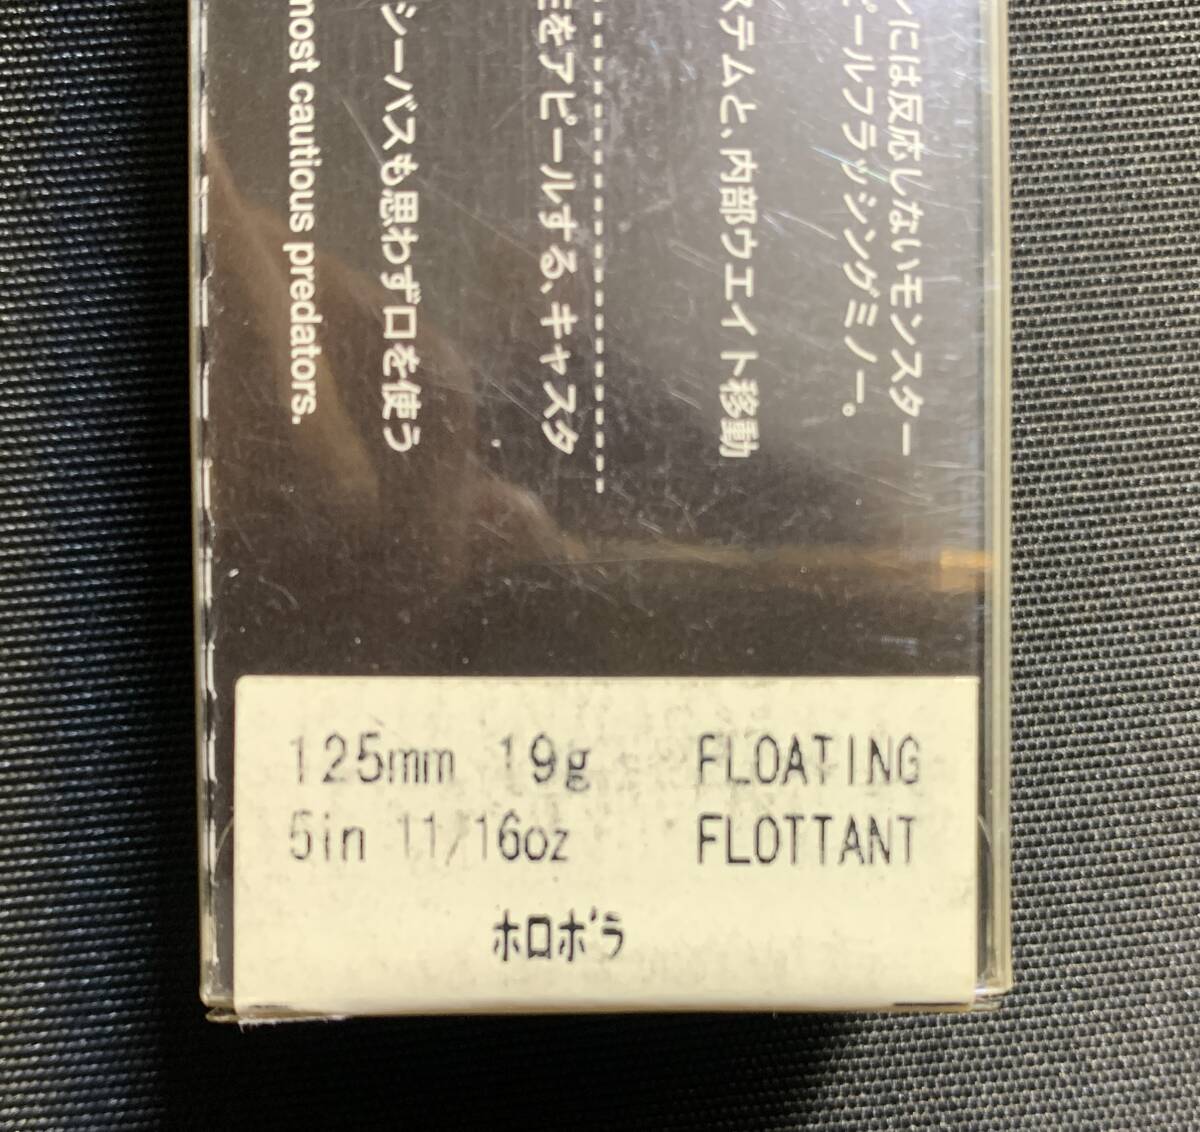 ンには反応しないモンスター
ピールフラッシングミノー。
ステムと、内部ウエイト移動
をアピールする、キャスタ
シーバスも思わず口を使う
most cautious predators.
125mm 19g FLOATING
5in 11/16oz FLOTTANT
ホロボラ